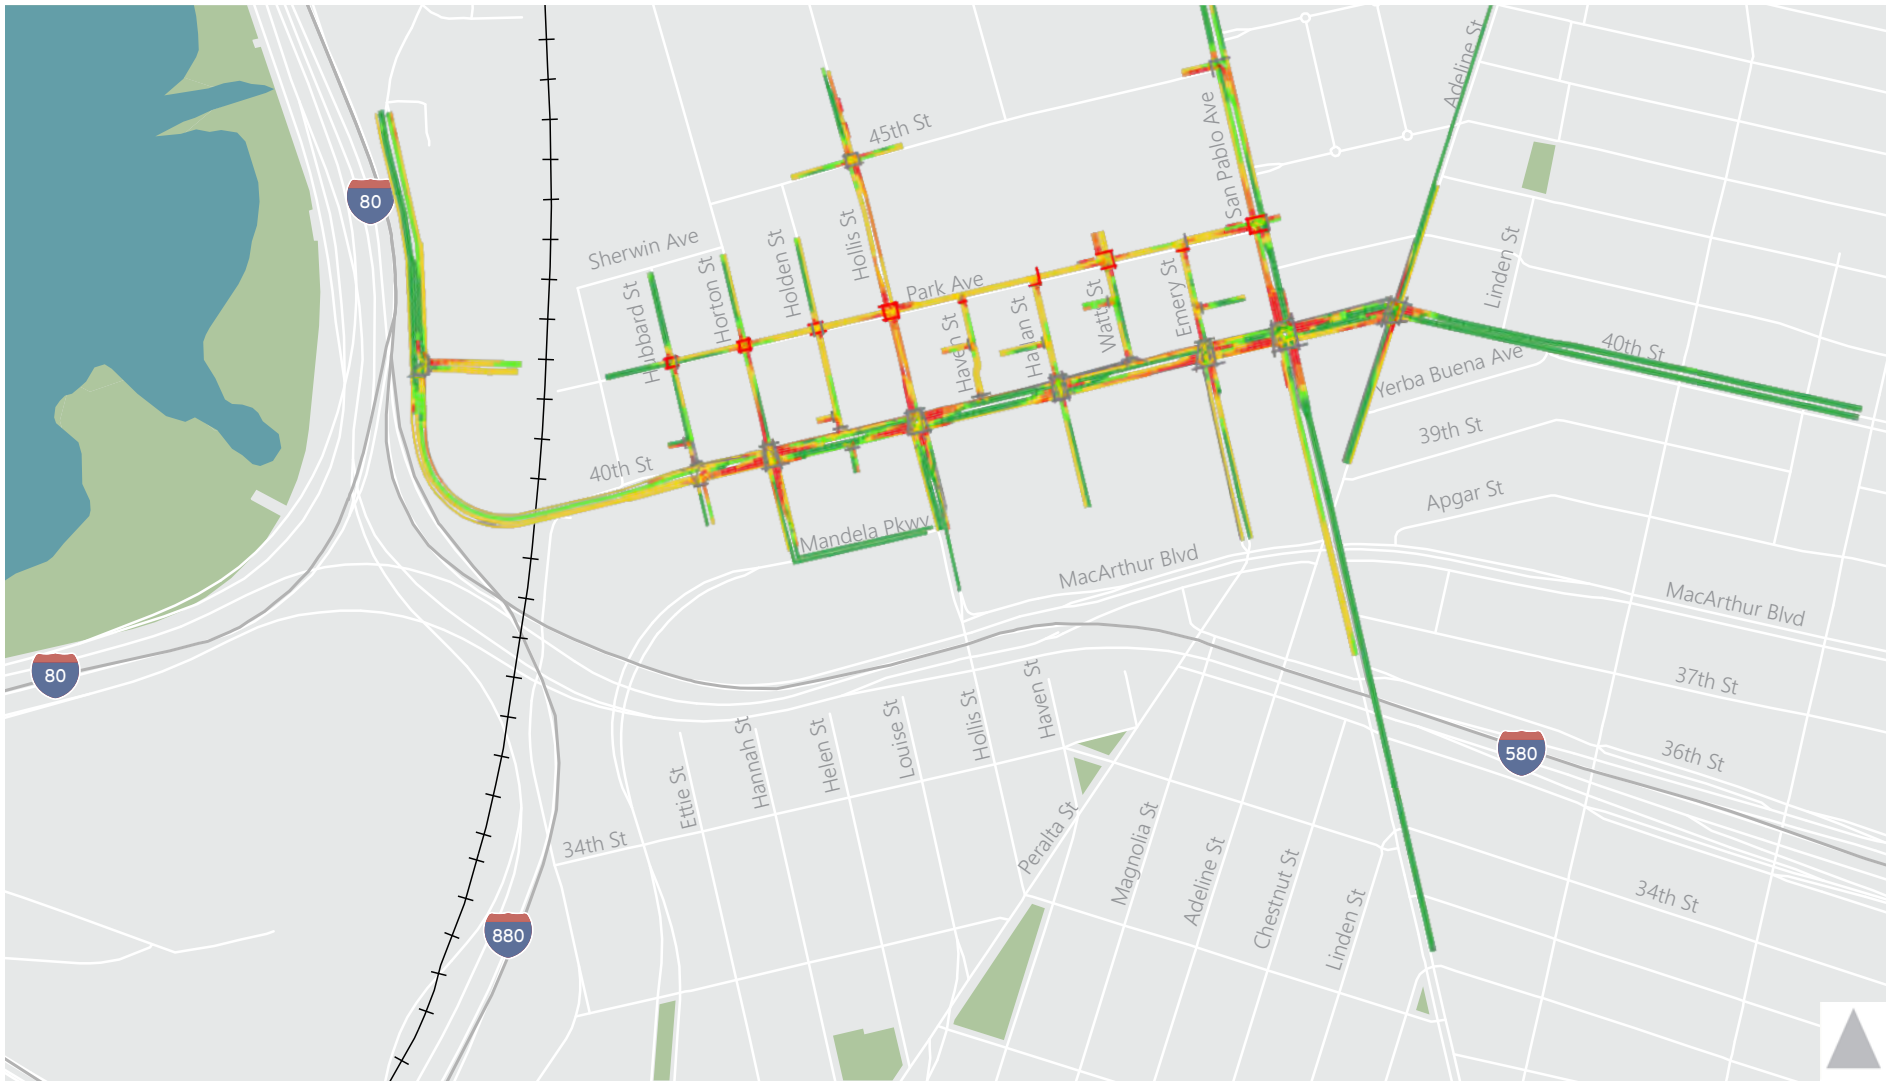 Adeline St
45th St
San Pablo Ave
80
Hollis St
Sherwin Ave
Linden St
Horton St
Holden St
Park Ave
Hubbard St
Haven St
Harlan St
Watts St
Emery St
40th St
Yerba Buena Ave
39th St
40th St
Apgar St
Mandela Pkwy
MacArthur Blvd
MacArthur Blvd
80
37th St
Haven St
Hollis St
Louise St
Helen St
Hannah St
Ettie St
580
36th St
34th St
Peralta St
Magnolia St
Adeline St
Chestnut St
Linden St
34th St
880